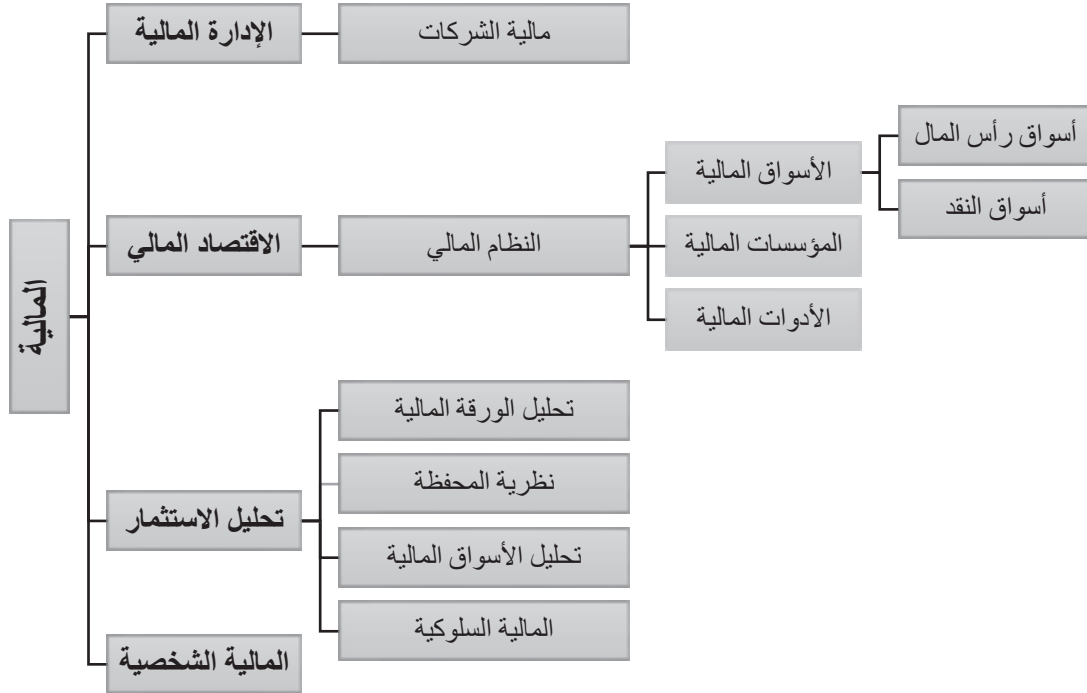 المالية
الإدارة المالية
مالية الشركات
الاقتصاد المالي
النظام المالي
الأسواق المالية
أسواق رأس المال
أسواق النقد
المؤسسات المالية
الأدوات المالية
تحليل الاستثمار
تحليل الورقة المالية
نظرية المحفظة
تحليل الأسواق المالية
المالية السلوكية
المالية الشخصية